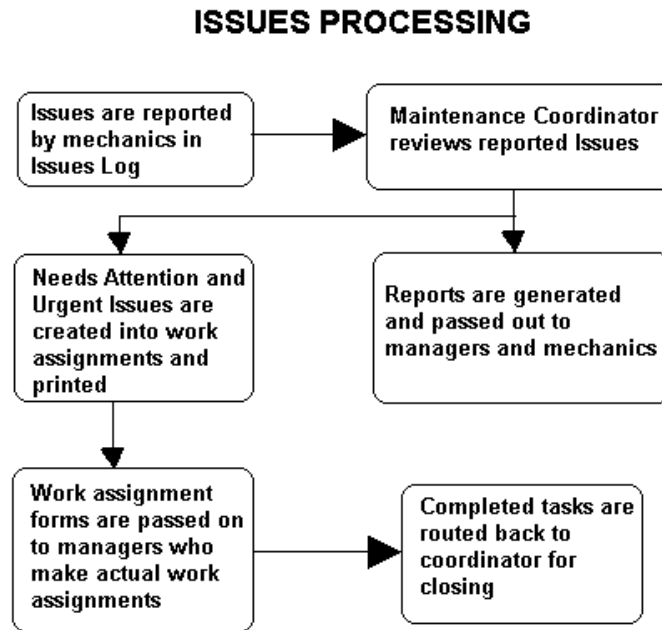 ISSUES PROCESSING
Issues are reported
by mechanics in
Issues Log
Maintenance Coordinator
reviews reported Issues
Needs Attention and
Urgent Issues are
created into work
assignments and
printed
Reports are generated
and passed out to
managers and mechanics
Work assignment
forms are passed on
to managers who
make actual work
assignments
Completed tasks are
routed back to
coordinator for
closing